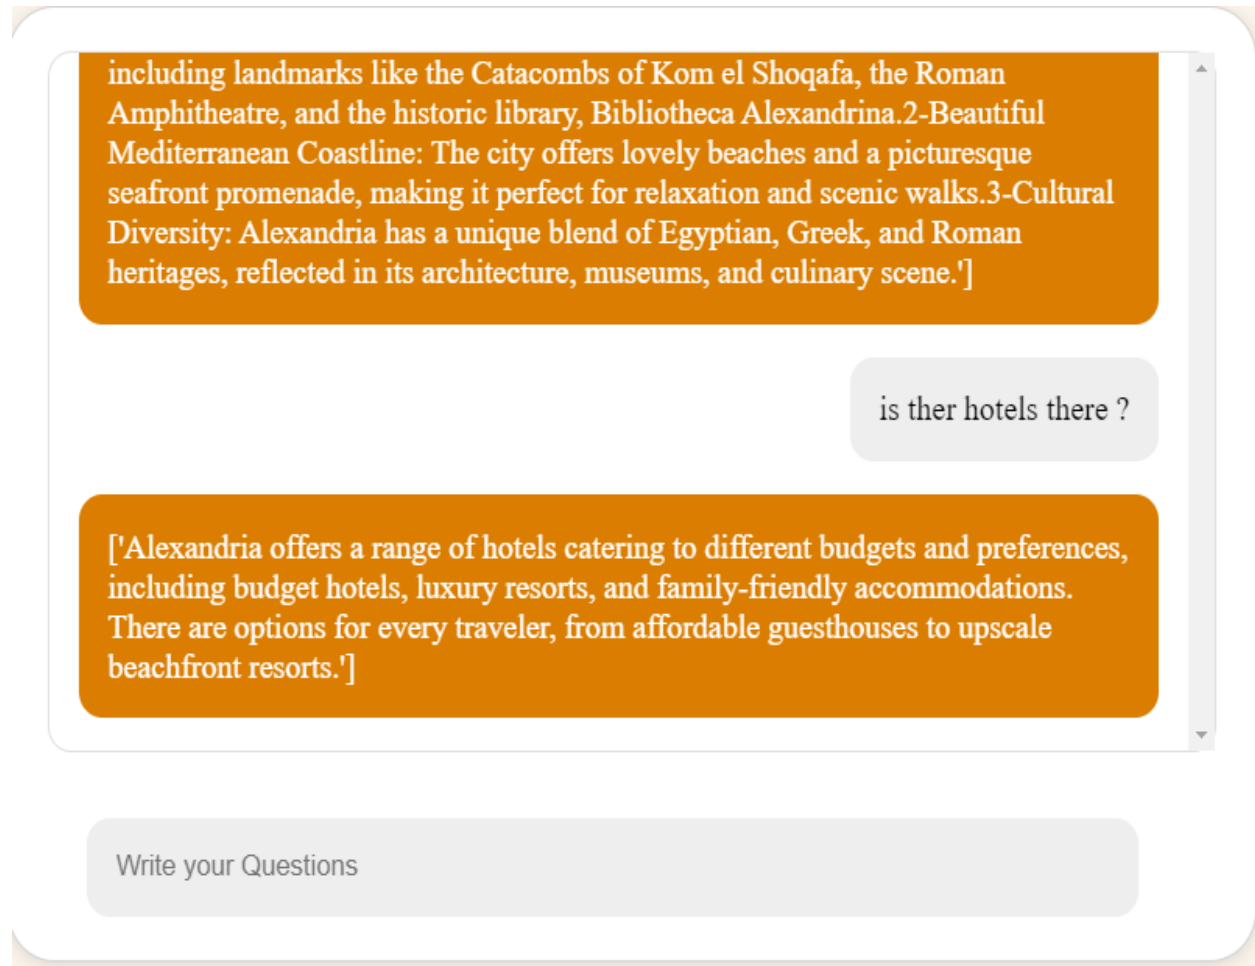 including landmarks like the Catacombs of Kom el Shoqafa, the Roman
Amphitheatre, and the historic library, Bibliotheca Alexandrina.2-Beautiful
Mediterranean Coastline: The city offers lovely beaches and a picturesque
seafront promenade, making it perfect for relaxation and scenic walks.3-Cultural
Diversity: Alexandria has a unique blend of Egyptian, Greek, and Roman
heritages, reflected in its architecture, museums, and culinary scene.']
is ther hotels there ?
['Alexandria offers a range of hotels catering to different budgets and preferences,
including budget hotels, luxury resorts, and family-friendly accommodations.
There are options for every traveler, from affordable guesthouses to upscale
beachfront resorts.']
Write your Questions